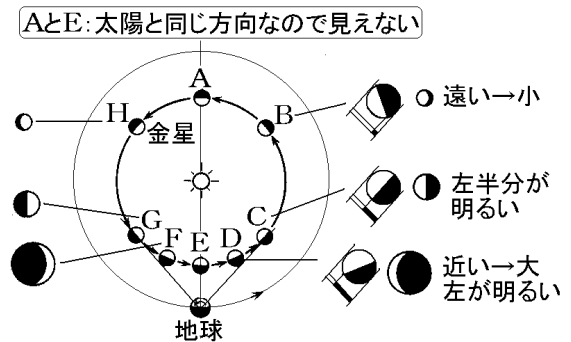 AとE:太陽と同じ方向なので見えない
A
H
B
遠い→小
金星
左半分が
明るい
G
F
E
D
C
近い→大
左が明るい
地球